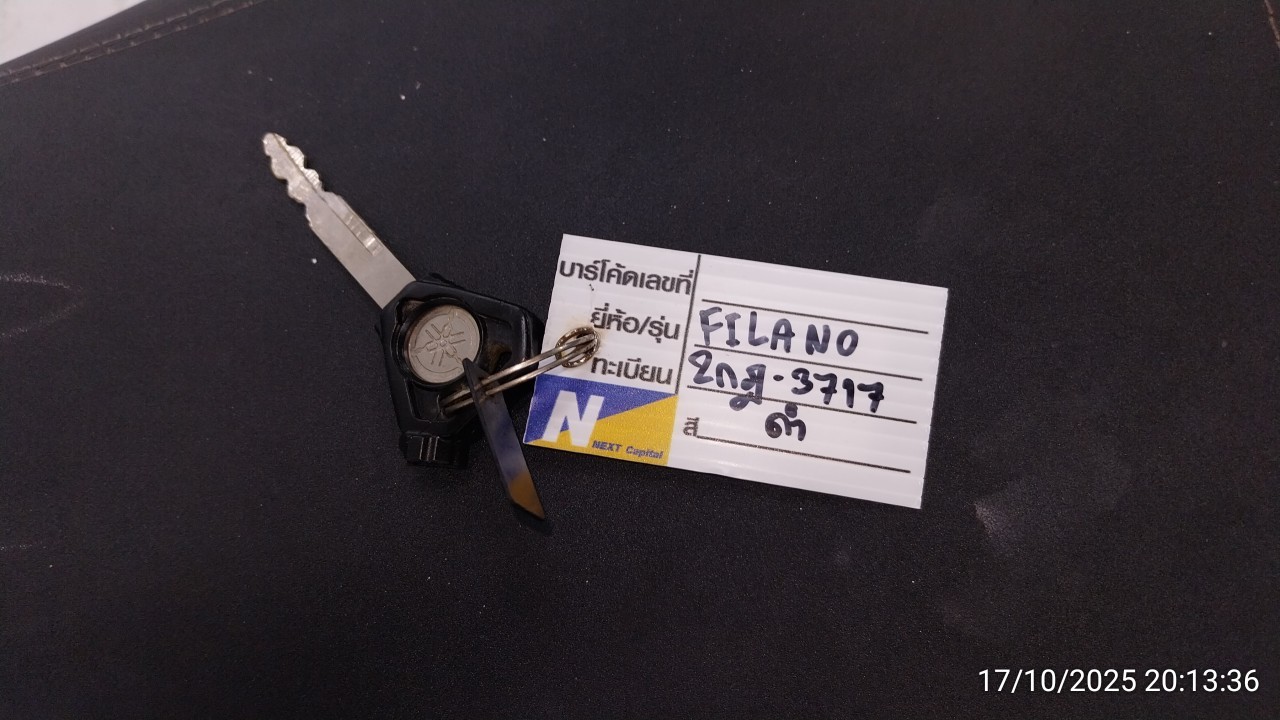 บาร์โค้ดเลขที่
ยี่ห้อ/รุ่น FILANO
ทะเบียน 2กฎ-3717
สี ดำ
N
NEXT Capital
17/10/2025 20:13:36